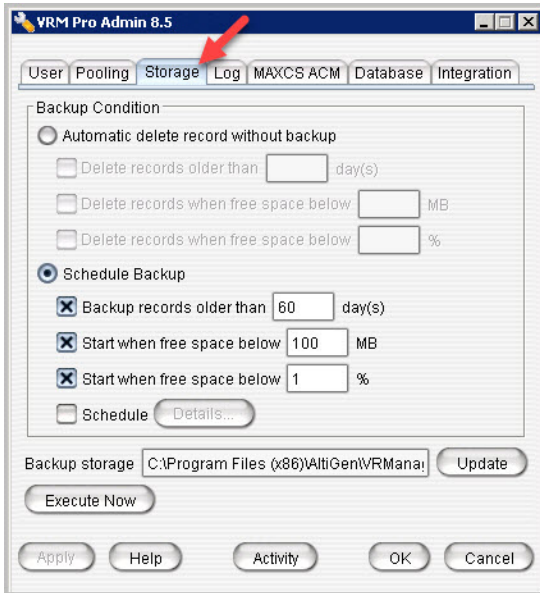 VRM Pro Admin 8.5
User Pooling Storage Log MAXCS ACM Database Integration
Backup Condition
Automatic delete record without backup
Delete records older than day(s)
Delete records when free space below MB
Delete records when free space below %
Schedule Backup
Backup records older than 60 day(s)
Start when free space below 100 MB
Start when free space below 1 %
Schedule Details...
Backup storage C:\Program Files (x86)\AltiGen\VRManag Update
Execute Now
Apply Help Activity OK Cancel